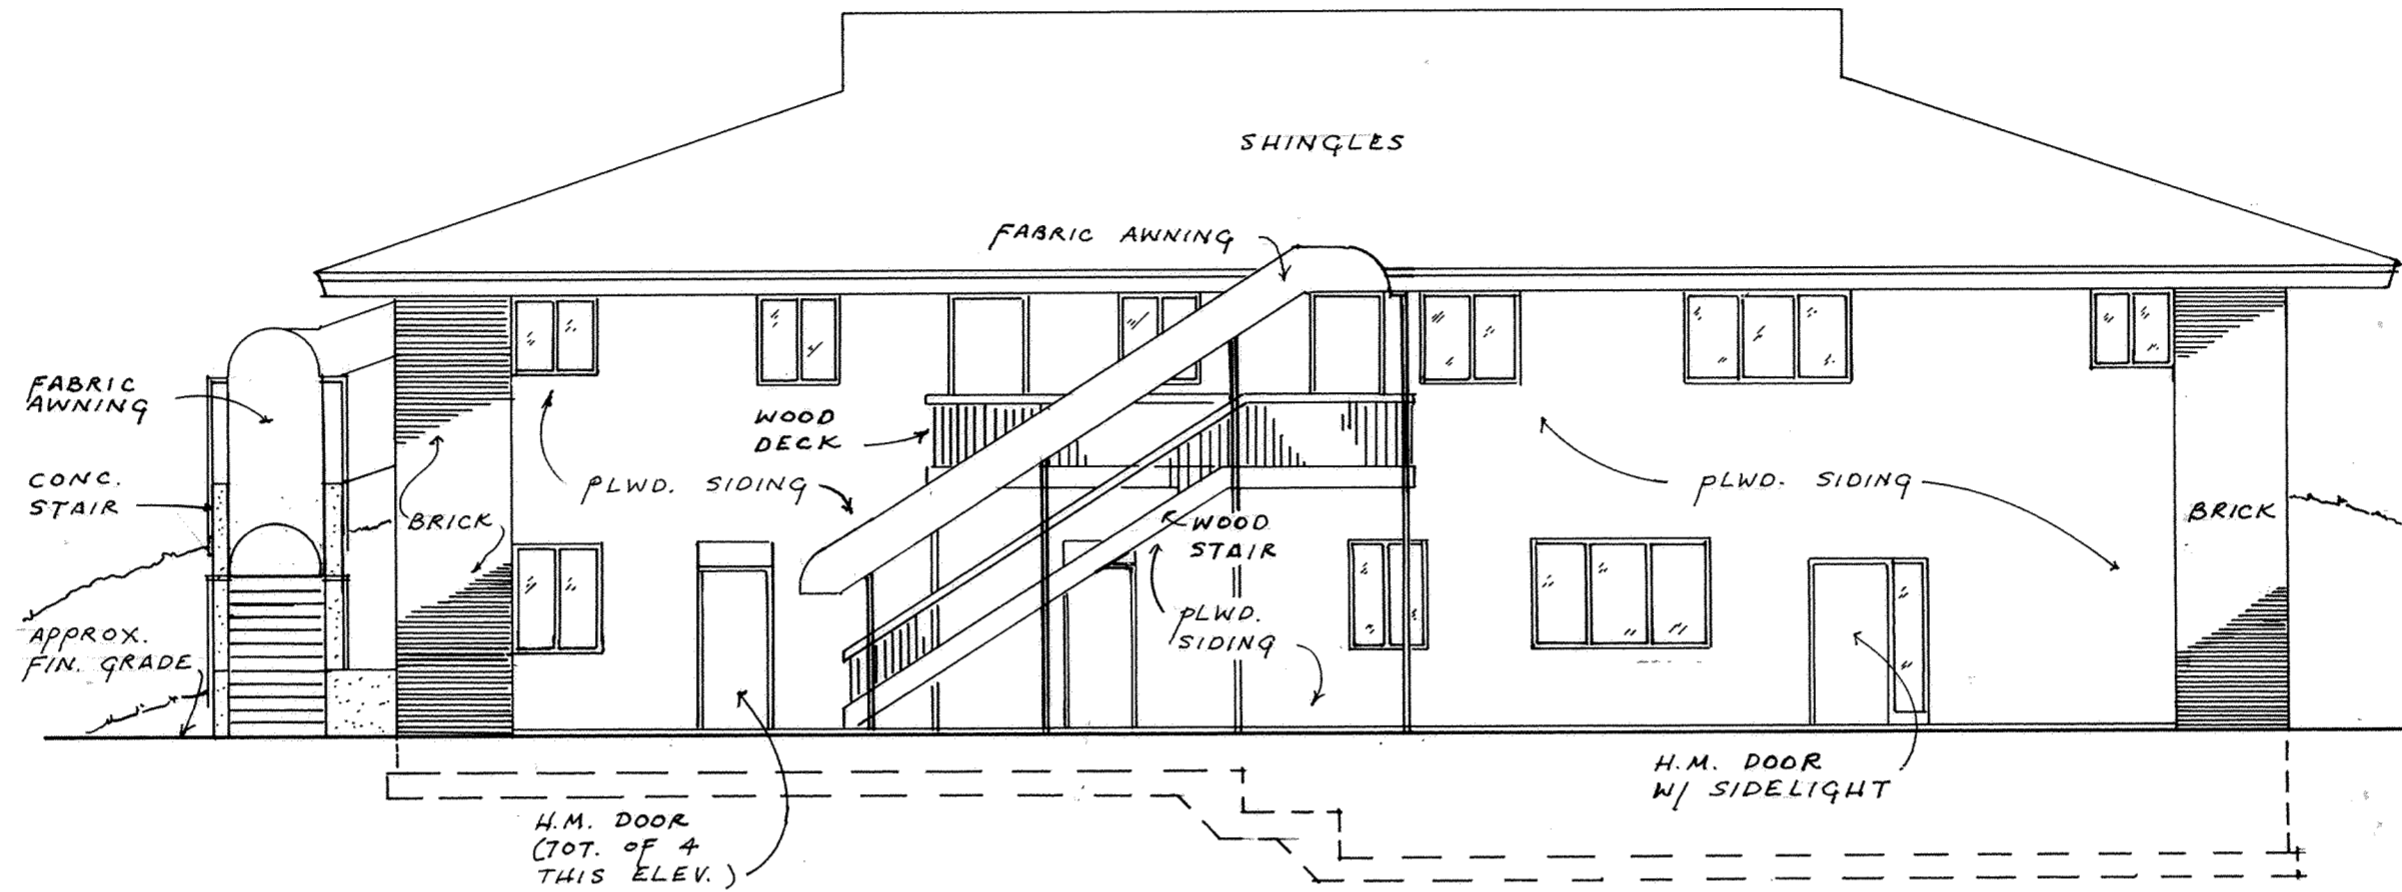 SHINGLES
FABRIC AWNING
FABRIC
AWNING
WOOD
DECK
CONC.
STAIR
PLWD. SIDING
PLWD. SIDING
BRICK
WOOD
STAIR
BRICK
APPROX.
FIN. GRADE
PLWD.
SIDING
H.M. DOOR
W/ SIDELIGHT
H.M. DOOR
(TOT. OF 4
THIS ELEV.)